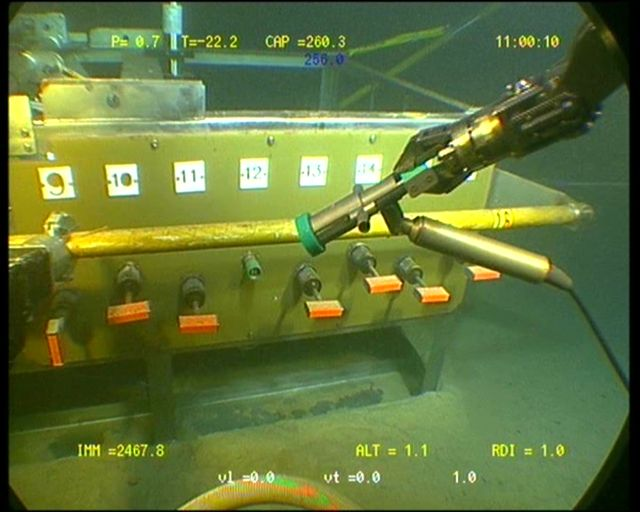 P= 0.7 T=-22.2 CAP =260.3 11:00:10
256.0
9 10 11 12 13 14
IMM =2467.8 ALT = 1.1 RDI = 1.0
vl =0.0 vt =0.0 1.0